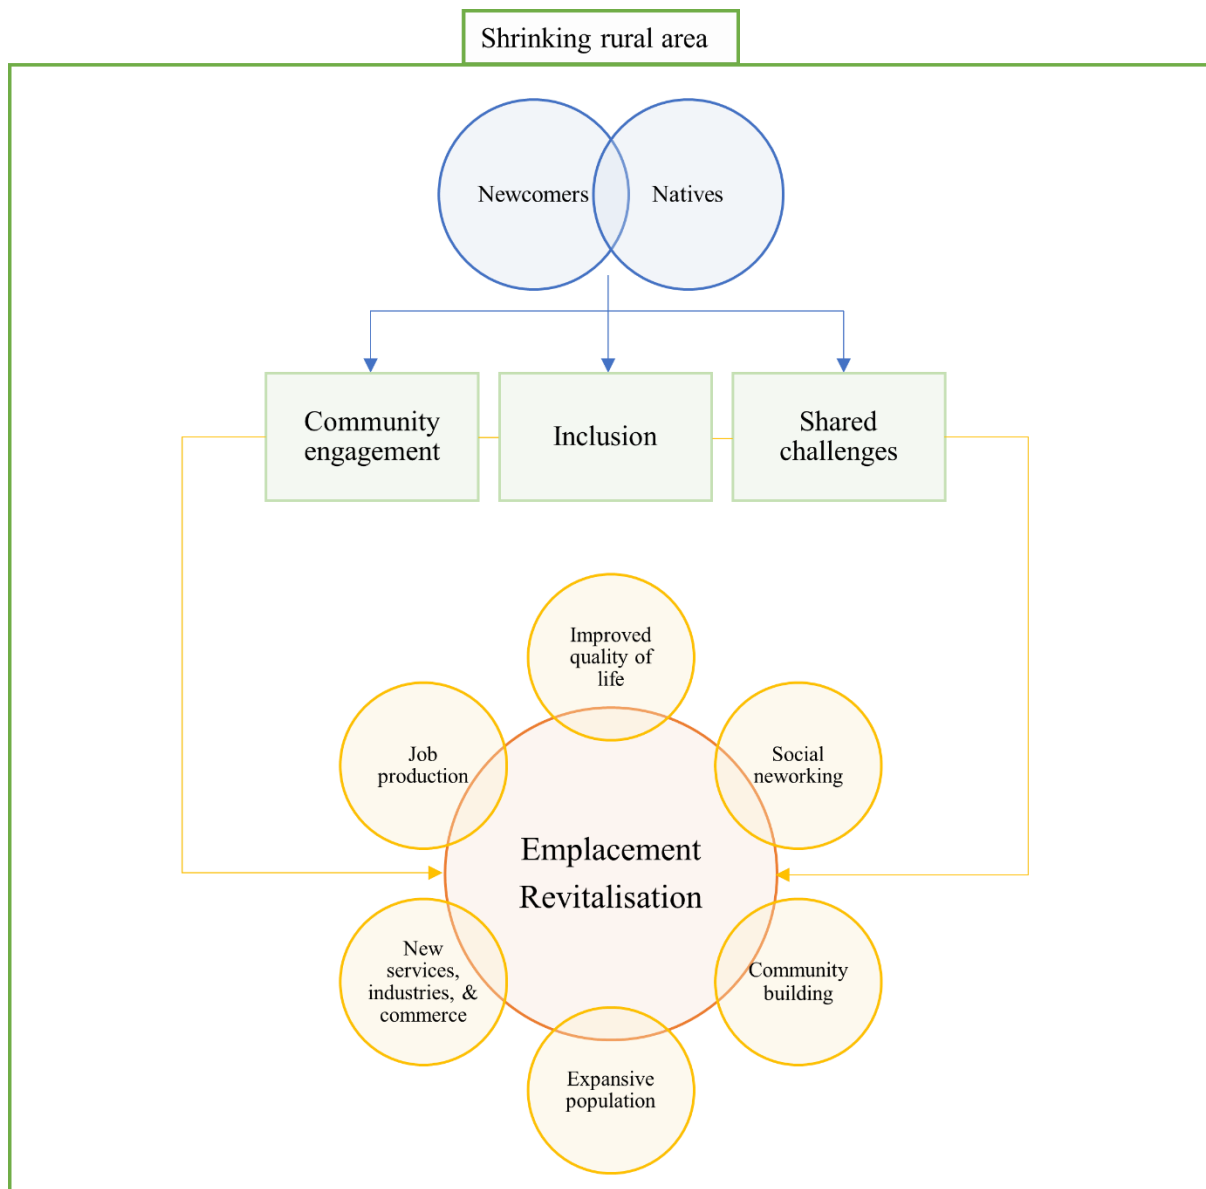 Shrinking rural area
Newcomers
Natives
Community
engagement
Inclusion
Shared
challenges
Improved
quality of
life
Job
production
Social
neworking
Emplacement
Revitalisation
New
services,
industries, &
commerce
Community
building
Expansive
population